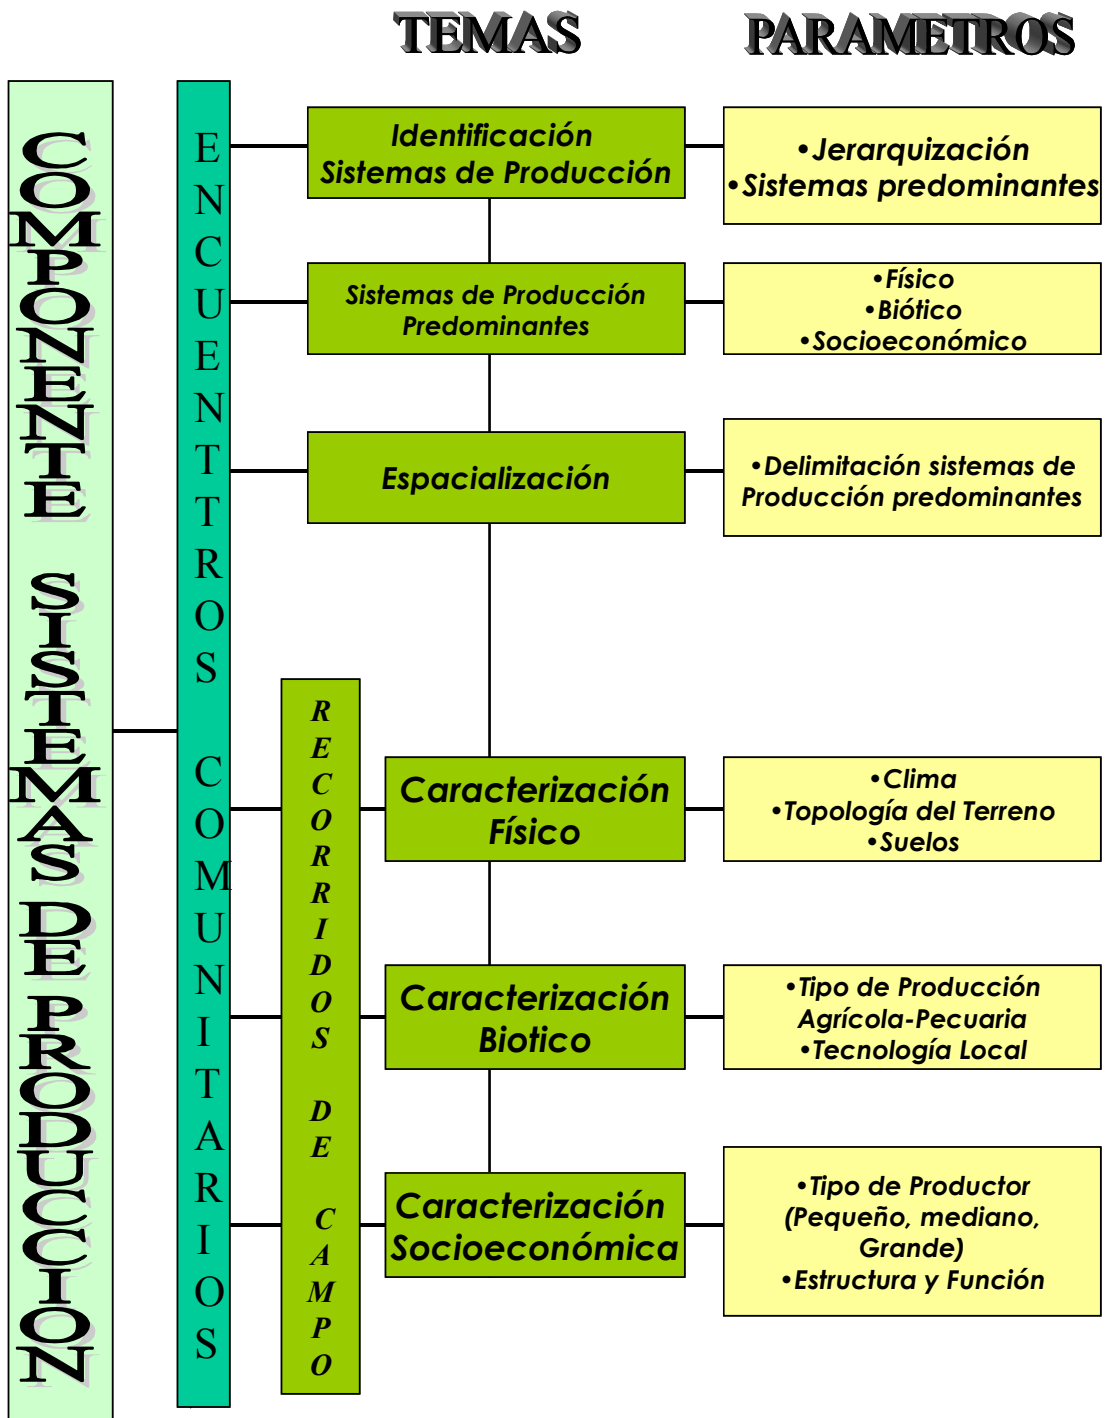 TEMAS
PARAMETROS
COMPONENTE SISTEMAS DE PRODUCCION
ENCUENTTROS COMUNITARIOS
Identificación
Sistemas de Producción
•Jerarquización
•Sistemas predominantes
Sistemas de Producción
Predominantes
•Físico
•Biótico
•Socioeconómico
Espacialización
•Delimitación sistemas de
Producción predominantes
RECORRIDOS DE CAMPO
Caracterización
Físico
•Clima
•Topología del Terreno
•Suelos
Caracterización
Biotico
•Tipo de Producción
Agrícola-Pecuaria
•Tecnología Local
Caracterización
Socioeconómica
•Tipo de Productor
(Pequeño, mediano,
Grande)
•Estructura y Función